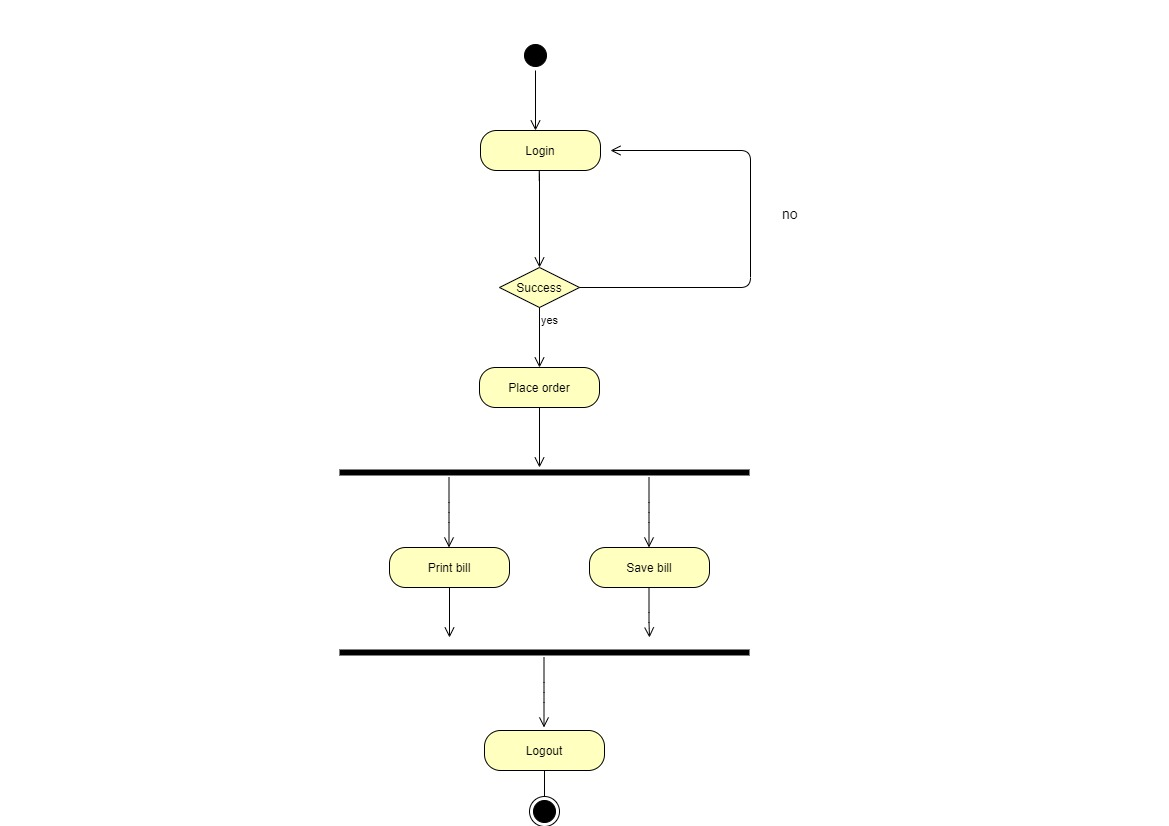 Login
no
Success
yes
Place order
Print bill
Save bill
Logout